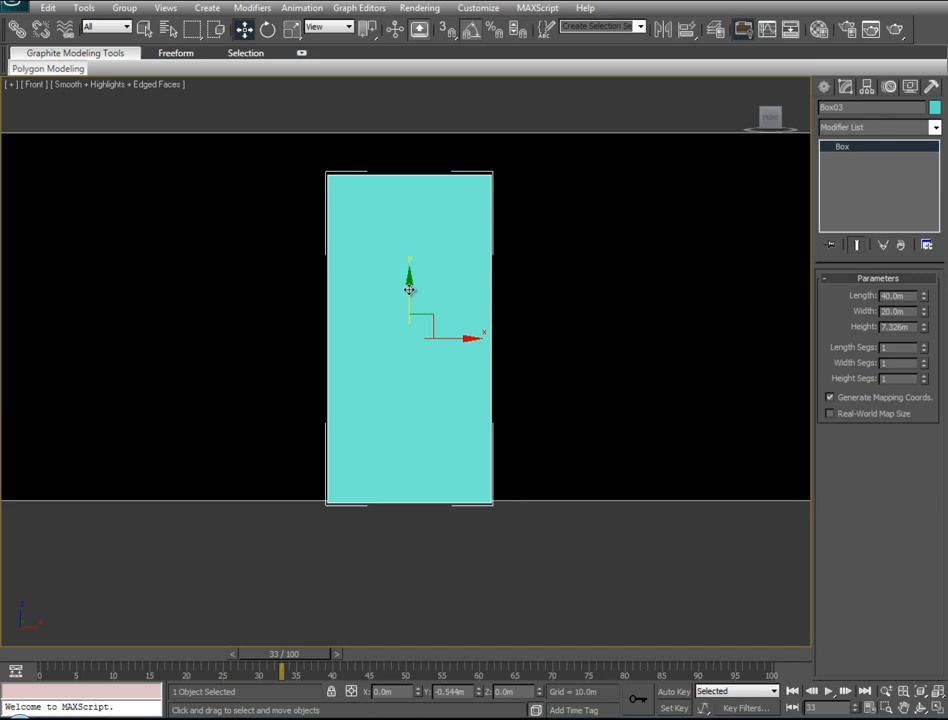 Edit Tools Group Views Create Modifiers Animation Graph Editors Rendering Customize MAXScript Help
All View Create Selection Se
Graphite Modeling Tools Freeform Selection
Polygon Modeling
[ + ] [ Front ] [ Smooth + Highlights + Edged Faces ]
FRONT
Box03
Modifier List
Box
- Parameters
Length: 40.0m
Width: 20.0m
Height: 7.326m
Length Segs: 1
Width Segs: 1
Height Segs: 1
Generate Mapping Coords.
Real-World Map Size
y
x
z
x
< 33 / 100 >
0 5 10 15 20 25 30 35 40 45 50 55 60 65 70 75 80 85 90 95 100
1 Object Selected X: 0.0m Y: -0.544m Z: 0.0m Grid = 10.0m Auto Key Selected
Welcome to MAXScript. Click and drag to select and move objects Add Time Tag Set Key Key Filters... 33